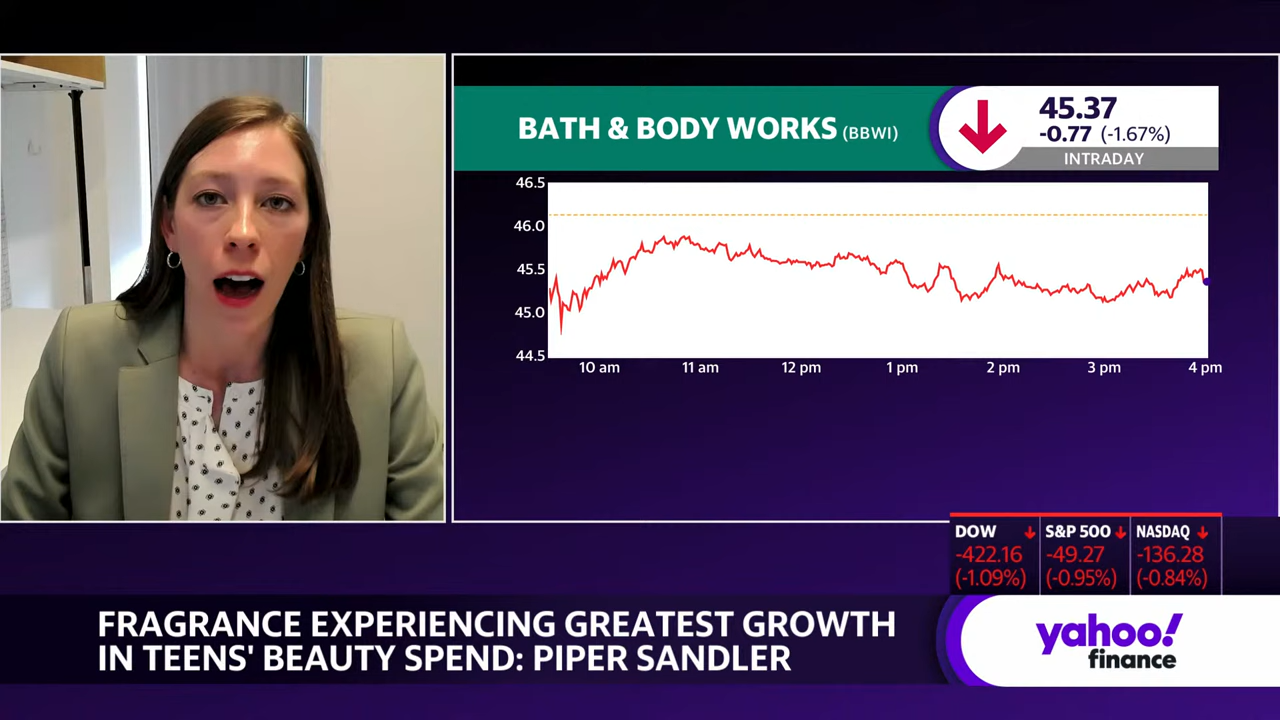 BATH & BODY WORKS (BBWI)
45.37
-0.77 (-1.67%)
INTRADAY
46.5
46.0
45.5
45.0
44.5
10 am 11 am 12 pm 1 pm 2 pm 3 pm 4 pm
DOW S&P 500 NASDAQ
-422.16 -49.27 -136.28
(-1.09%) (-0.95%) (-0.84%)
FRAGRANCE EXPERIENCING GREATEST GROWTH
IN TEENS' BEAUTY SPEND: PIPER SANDLER
yahoo!
finance